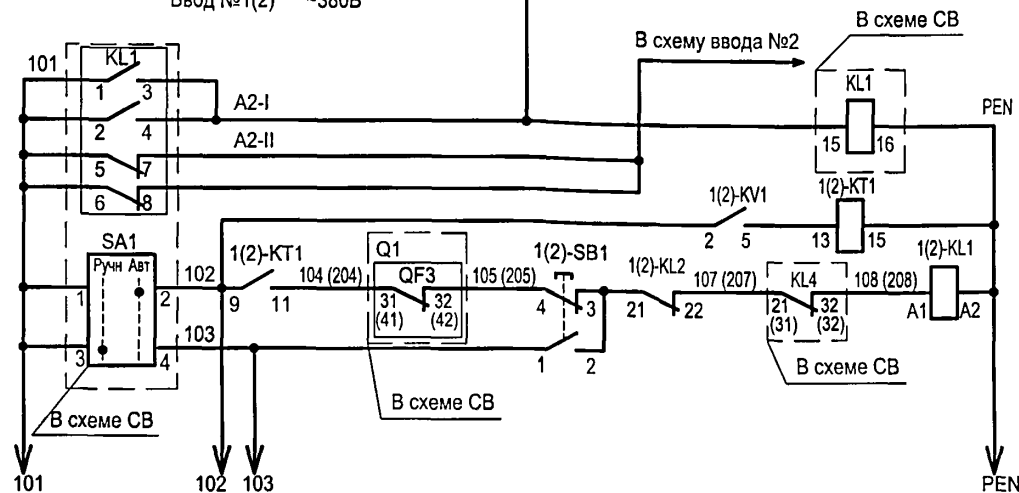 Ввод №1(2) ~380В
В схеме СВ
В схему ввода №2
101
KL1
1
3
A2-I
2
4
A2-II
5
7
6
8
KL1
15
16
PEN
1(2)-KV1
2
5
1(2)-KT1
13
15
SA1
Ручн Авт
1
2
3
4
102
103
1(2)-KT1
9
11
104 (204)
Q1
QF3
31
(41)
32
(42)
105 (205)
1(2)-SB1
4
3
1
2
1(2)-KL2
21
22
107 (207)
KL4
21
(31)
32
(32)
108 (208)
1(2)-KL1
A1
A2
В схеме СВ
В схеме СВ
В схеме СВ
101
102
103
PEN